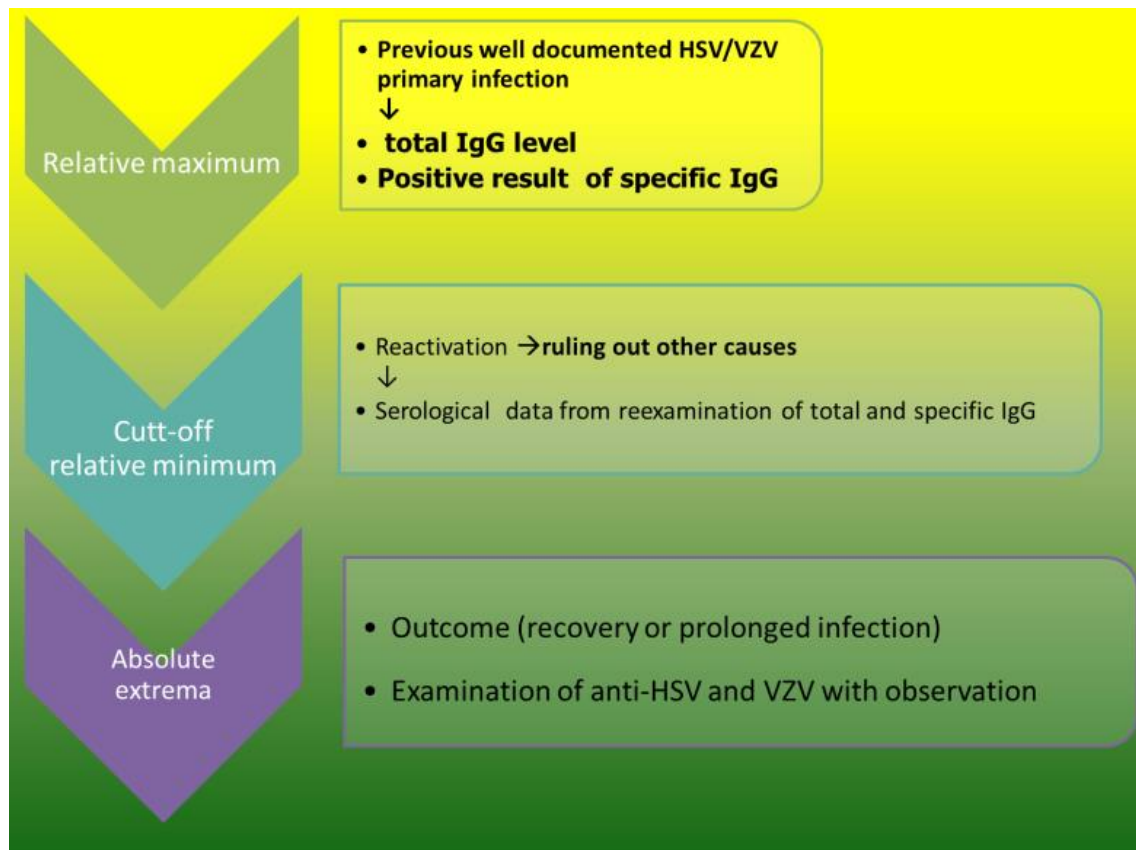 Relative maximum
• Previous well documented HSV/VZV
primary infection
↓
• total IgG level
• Positive result of specific IgG
Cutt-off
relative minimum
• Reactivation →ruling out other causes
↓
• Serological data from reexamination of total and specific IgG
Absolute
extrema
• Outcome (recovery or prolonged infection)
• Examination of anti-HSV and VZV with observation